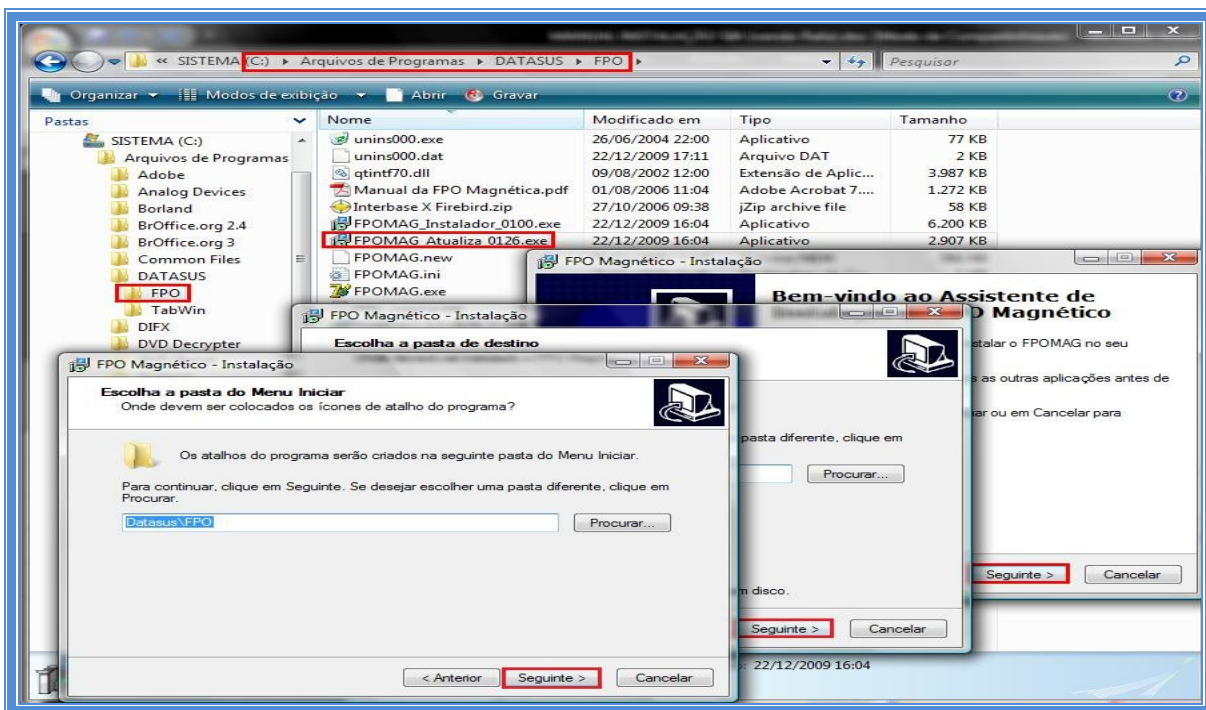 « SISTEMA (C:) ▸ Arquivos de Programas ▸ DATASUS ▸ FPO ▸
Pesquisar
Organizar Modos de exibição Abrir Gravar
Pastas
SISTEMA (C:)
Arquivos de Programas
Adobe
Analog Devices
Borland
BrOffice.org 2.4
BrOffice.org 3
Common Files
DATASUS
FPO
TabWin
DIFX
DVD Decrypter
Nome Modificado em Tipo Tamanho
unins000.exe 26/06/2004 22:00 Aplicativo 77 KB
unins000.dat 22/12/2009 17:11 Arquivo DAT 2 KB
qtintf70.dll 09/08/2002 12:00 Extensão de Aplic... 3.987 KB
Manual da FPO Magnética.pdf 01/08/2006 11:04 Adobe Acrobat 7.... 1.272 KB
Interbase X Firebird.zip 27/10/2006 09:38 jZip archive file 58 KB
FPOMAG_Instalador_0100.exe 22/12/2009 16:04 Aplicativo 6.200 KB
FPOMAG_Atualiza_0126.exe 22/12/2009 16:04 Aplicativo 2.907 KB
FPOMAG.new
FPOMAG.ini
FPOMAG.exe
FPO Magnético - Instalação
Bem-vindo ao Assistente de
Magnético
stalar o FPOMAG no seu
as outras aplicações antes de
ou em Cancelar para
Seguinte > Cancelar
FPO Magnético - Instalação
Escolha a pasta de destino
pasta diferente, clique em
Procurar...
disco.
Seguinte > Cancelar
FPO Magnético - Instalação
Escolha a pasta do Menu Iniciar
Onde devem ser colocados os ícones de atalho do programa?
Os atalhos do programa serão criados na seguinte pasta do Menu Iniciar.
Para continuar, clique em Seguinte. Se desejar escolher uma pasta diferente, clique em
Procurar.
Datasus\FPO Procurar...
< Anterior Seguinte > Cancelar
22/12/2009 16:04